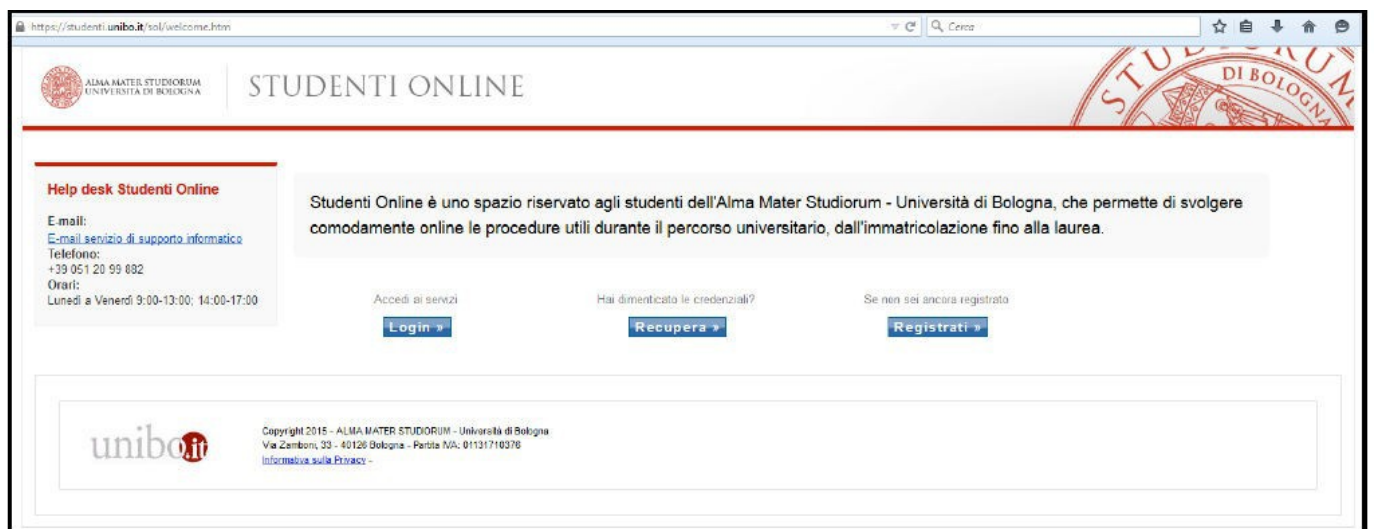 https://studenti.unibo.it/sol/welcome.htm
Cerca
ALMA MATER STUDIORUM
UNIVERSITÀ DI BOLOGNA
STUDENTI ONLINE
STUDIORUM
DI BOLOGNA
Help desk Studenti Online
E-mail:
E-mail servizio di supporto informatico
Telefono:
+39 051 20 99 882
Orari:
Lunedì a Venerdì 9:00-13:00; 14:00-17:00
Studenti Online è uno spazio riservato agli studenti dell'Alma Mater Studiorum - Università di Bologna, che permette di svolgere
comodamente online le procedure utili durante il percorso universitario, dall'immatricolazione fino alla laurea.
Accedi ai servizi
Login »
Hai dimenticato le credenziali?
Recupera »
Se non sei ancora registrato
Registrati »
unibo.it
Copyright 2015 - ALMA MATER STUDIORUM - Università di Bologna
Via Zamboni, 33 - 40126 Bologna - Partita IVA: 01131710376
Informativa sulla Privacy -